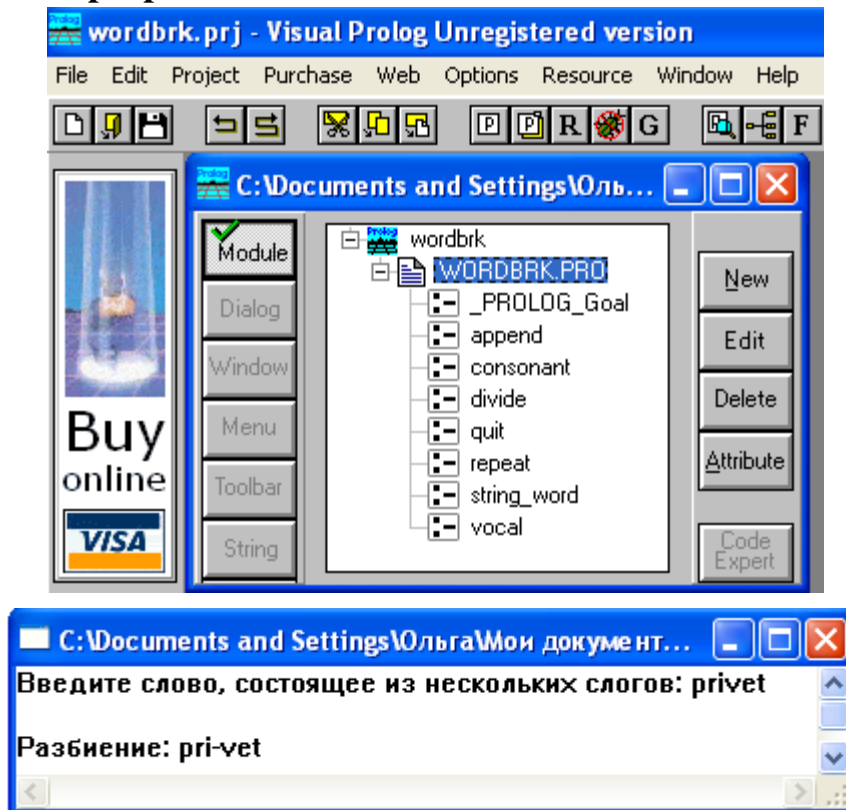 wordbrk.prj - Visual Prolog Unregistered version
File Edit Project Purchase Web Options Resource Window Help
P P R G F
Prolog C:\Documents and Settings\Оль...
Module
Dialog
Window
Menu
Toolbar
String
wordbrk
WORDBRK.PRO
_PROLOG_Goal
append
consonant
divide
quit
repeat
string_word
vocal
New
Edit
Delete
Attribute
Code
Expert
Buy
online
VISA
C:\Documents and Settings\Ольга\Мои документ...
Введите слово, состоящее из нескольких слогов: privet
Разбиение: pri-vet